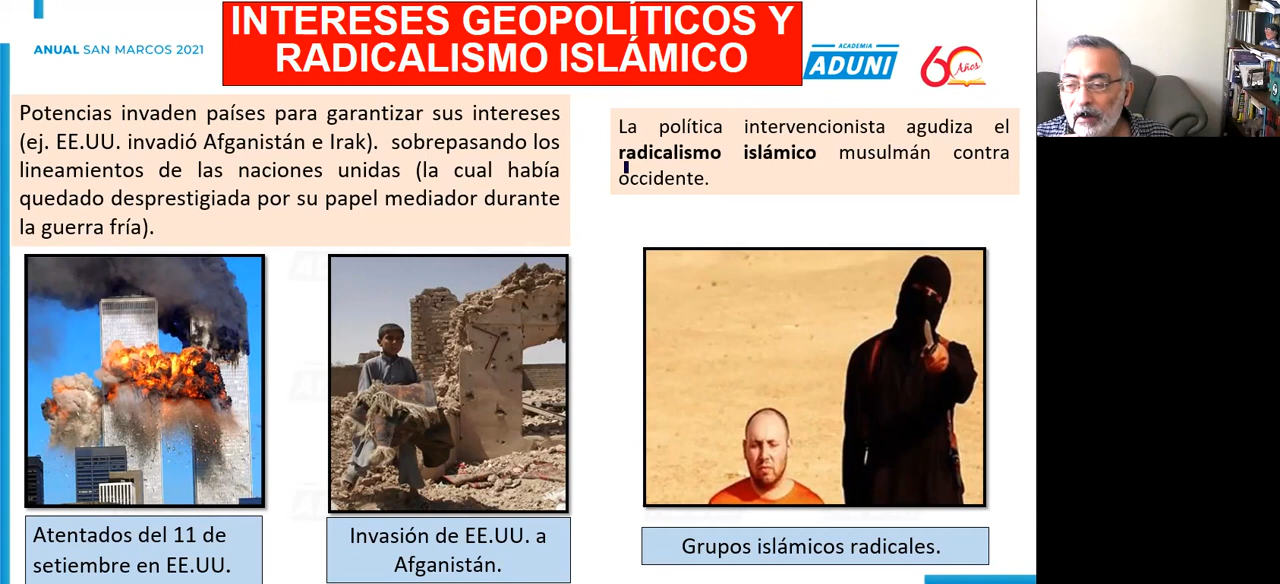 ANUAL SAN MARCOS 2021
INTERESES GEOPOLÍTICOS Y
RADICALISMO ISLÁMICO
ACADEMIA
ADUNI
60
Años
Potencias invaden países para garantizar sus intereses
(ej. EE.UU. invadió Afganistán e Irak). sobrepasando los
lineamientos de las naciones unidas (la cual había
quedado desprestigiada por su papel mediador durante
la guerra fría).
La política intervencionista agudiza el
radicalismo islámico musulmán contra
occidente.
Atentados del 11 de
setiembre en EE.UU.
Invasión de EE.UU. a
Afganistán.
Grupos islámicos radicales.